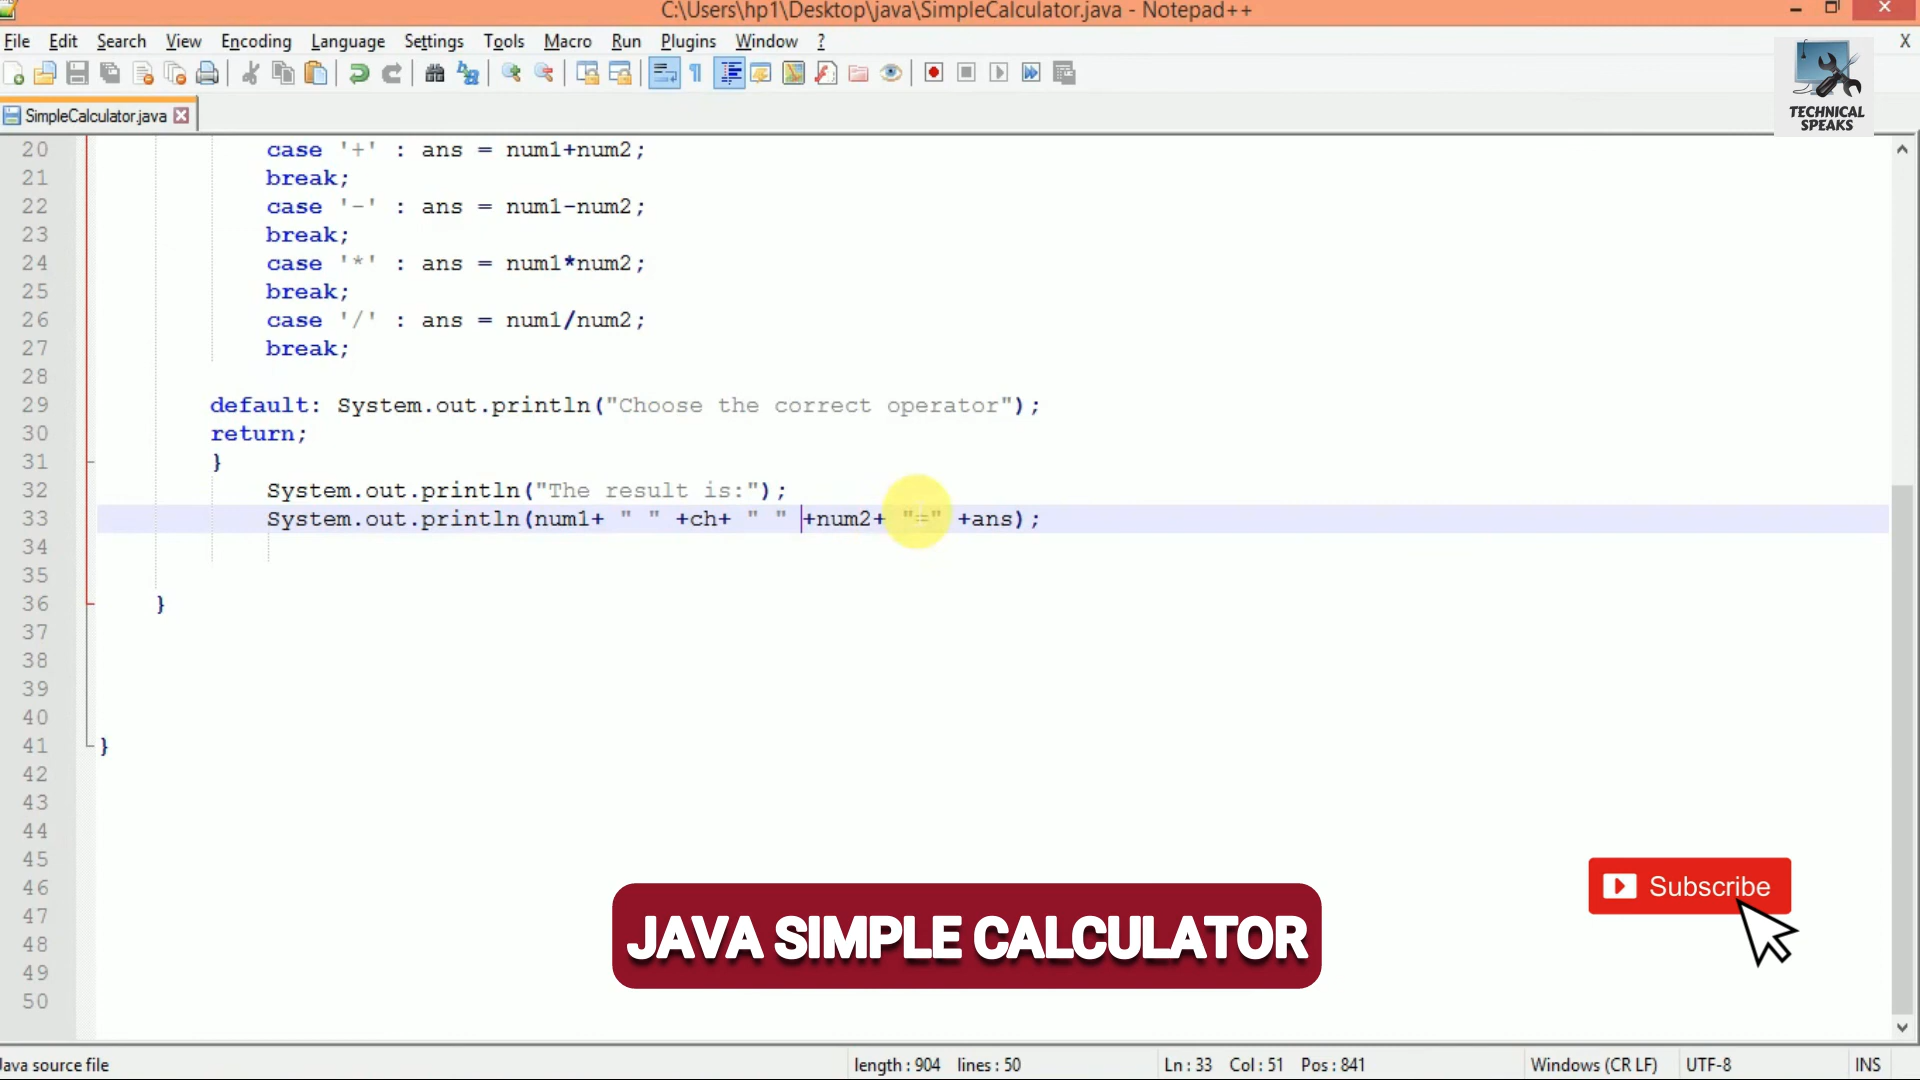 C:\Users\hp1\Desktop\java\SimpleCalculator.java - Notepad++
File Edit Search View Encoding Language Settings Tools Macro Run Plugins Window ?
X
TECHNICAL
SPEAKS
SimpleCalculator.java
20 case '+' : ans = num1+num2;
21 break;
22 case '-' : ans = num1-num2;
23 break;
24 case '*' : ans = num1*num2;
25 break;
26 case '/' : ans = num1/num2;
27 break;
28
29 default: System.out.println("Choose the correct operator");
30 return;
31 }
32 System.out.println("The result is:");
33 System.out.println(num1+ " " +ch+ " " +num2+ "=" +ans);
34
35
36 }
37
38
39
40
41 }
42
43
44
45
46
47
48
49
50
Subscribe
JAVA SIMPLE CALCULATOR
Java source file length : 904 lines : 50 Ln : 33 Col : 51 Pos : 841 Windows (CR LF) UTF-8 INS